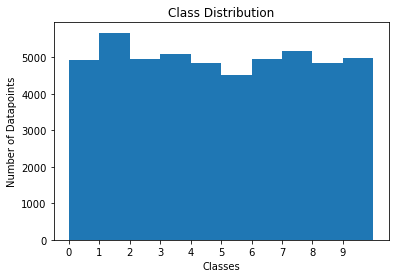 Class Distribution
Number of Datapoints
5000
4000
3000
2000
1000
0
0 1 2 3 4 5 6 7 8 9
Classes